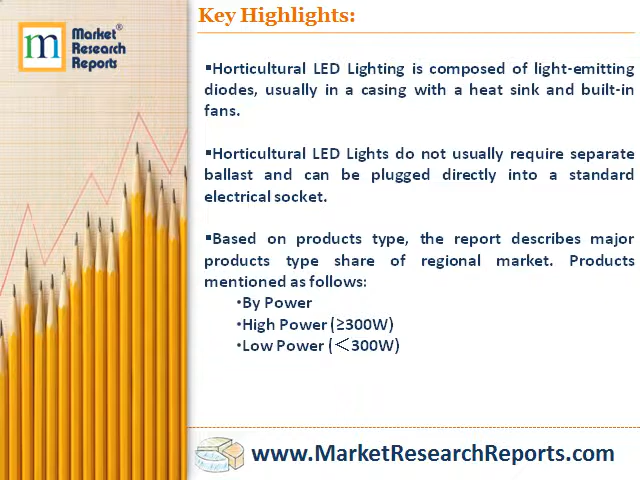 m
Market®
Research
Reports
Key Highlights:
▪Horticultural LED Lighting is composed of light-emitting
diodes, usually in a casing with a heat sink and built-in
fans.
▪Horticultural LED Lights do not usually require separate
ballast and can be plugged directly into a standard
electrical socket.
▪Based on products type, the report describes major
products type share of regional market. Products
mentioned as follows:
•By Power
•High Power (≥300W)
•Low Power (＜300W)
www.MarketResearchReports.com